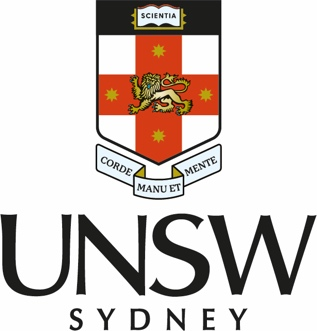 SCIENTIA
CORDE
MANU ET
MENTE
UNSW
SYDNEY